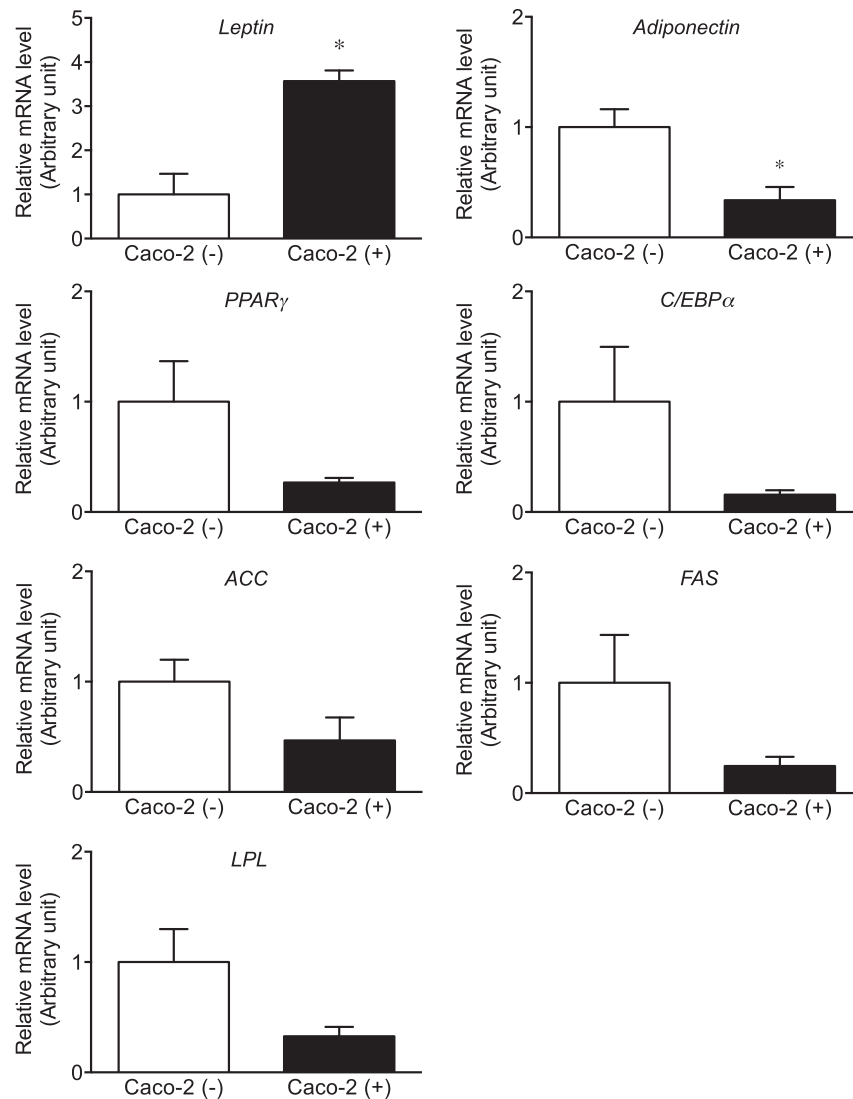 Leptin
Relative mRNA level
(Arbitrary unit)
5
4
3
2
1
0
*
Caco-2 (-)
Caco-2 (+)
Adiponectin
Relative mRNA level
(Arbitrary unit)
2
1
0
*
Caco-2 (-)
Caco-2 (+)
PPARγ
Relative mRNA level
(Arbitrary unit)
2
1
0
Caco-2 (-)
Caco-2 (+)
C/EBPα
Relative mRNA level
(Arbitrary unit)
2
1
0
Caco-2 (-)
Caco-2 (+)
ACC
Relative mRNA level
(Arbitrary unit)
2
1
0
Caco-2 (-)
Caco-2 (+)
FAS
Relative mRNA level
(Arbitrary unit)
2
1
0
Caco-2 (-)
Caco-2 (+)
LPL
Relative mRNA level
(Arbitrary unit)
2
1
0
Caco-2 (-)
Caco-2 (+)